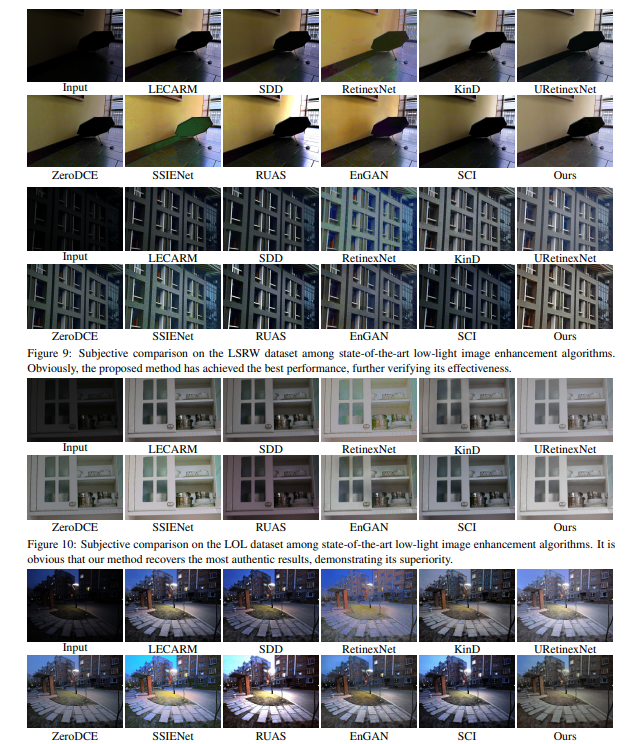 Input LECARM SDD RetinexNet KinD URetinexNet
ZeroDCE SSIENet RUAS EnGAN SCI Ours
Input LECARM SDD RetinexNet KinD URetinexNet
ZeroDCE SSIENet RUAS EnGAN SCI Ours
Figure 9: Subjective comparison on the LSRW dataset among state-of-the-art low-light image enhancement algorithms.
Obviously, the proposed method has achieved the best performance, further verifying its effectiveness.
Input LECARM SDD RetinexNet KinD URetinexNet
ZeroDCE SSIENet RUAS EnGAN SCI Ours
Figure 10: Subjective comparison on the LOL dataset among state-of-the-art low-light image enhancement algorithms. It is
obvious that our method recovers the most authentic results, demonstrating its superiority.
Input LECARM SDD RetinexNet KinD URetinexNet
ZeroDCE SSIENet RUAS EnGAN SCI Ours